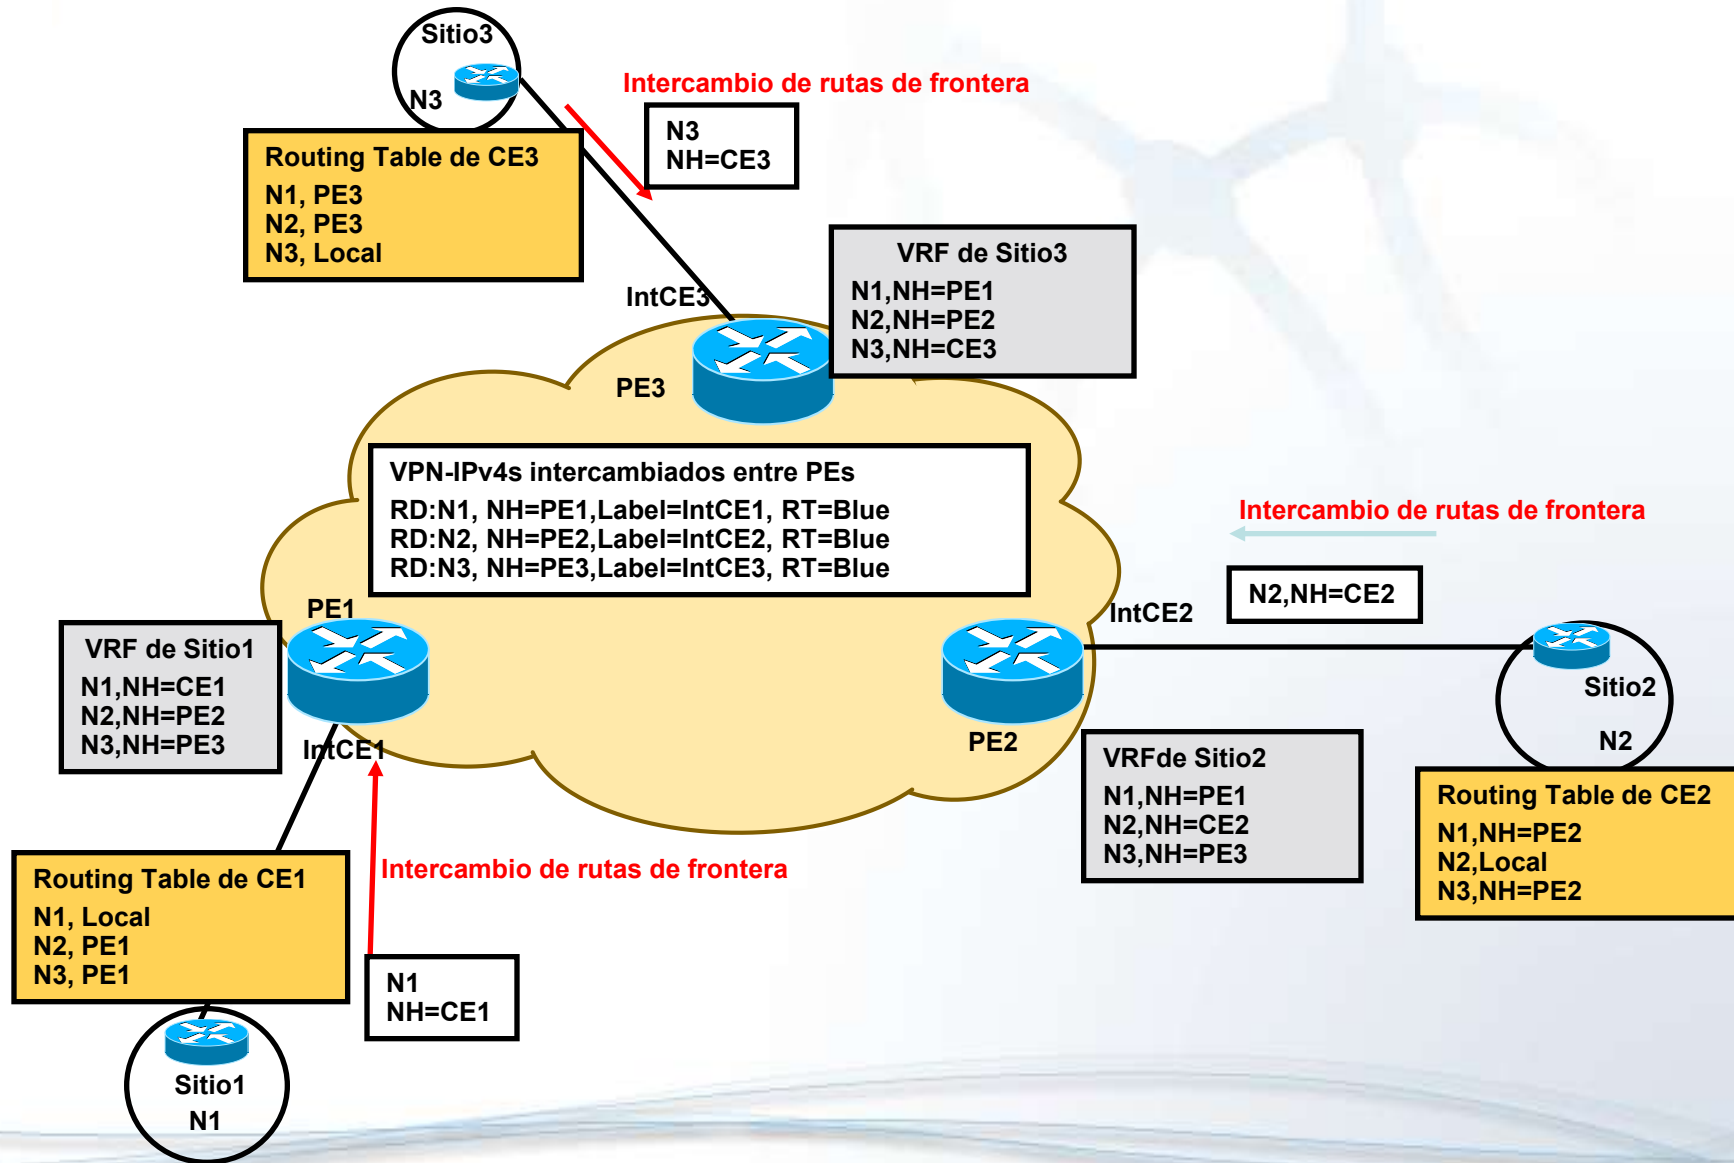 Sitio3
N3
Intercambio de rutas de frontera
N3
NH=CE3
Routing Table de CE3
N1, PE3
N2, PE3
N3, Local
VRF de Sitio3
N1,NH=PE1
N2,NH=PE2
N3,NH=CE3
IntCE3
PE3
VPN-IPv4s intercambiados entre PEs
RD:N1, NH=PE1,Label=IntCE1, RT=Blue
RD:N2, NH=PE2,Label=IntCE2, RT=Blue
RD:N3, NH=PE3,Label=IntCE3, RT=Blue
Intercambio de rutas de frontera
N2,NH=CE2
PE1
IntCE2
VRF de Sitio1
N1,NH=CE1
N2,NH=PE2
N3,NH=PE3
IntCE1
PE2
Sitio2
N2
VRFde Sitio2
N1,NH=PE1
N2,NH=CE2
N3,NH=PE3
Routing Table de CE2
N1,NH=PE2
N2,Local
N3,NH=PE2
Intercambio de rutas de frontera
Routing Table de CE1
N1, Local
N2, PE1
N3, PE1
N1
NH=CE1
Sitio1
N1